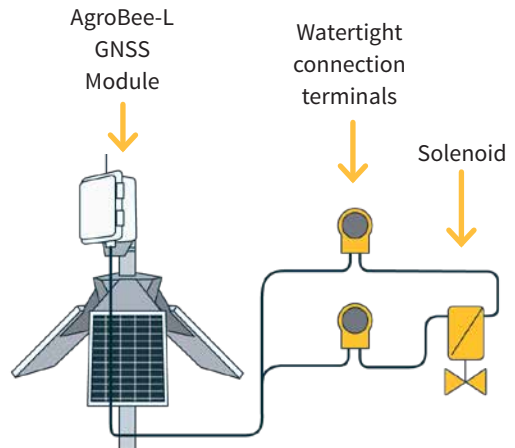 AgroBee-L
GNSS
Module
Watertight
connection
terminals
Solenoid